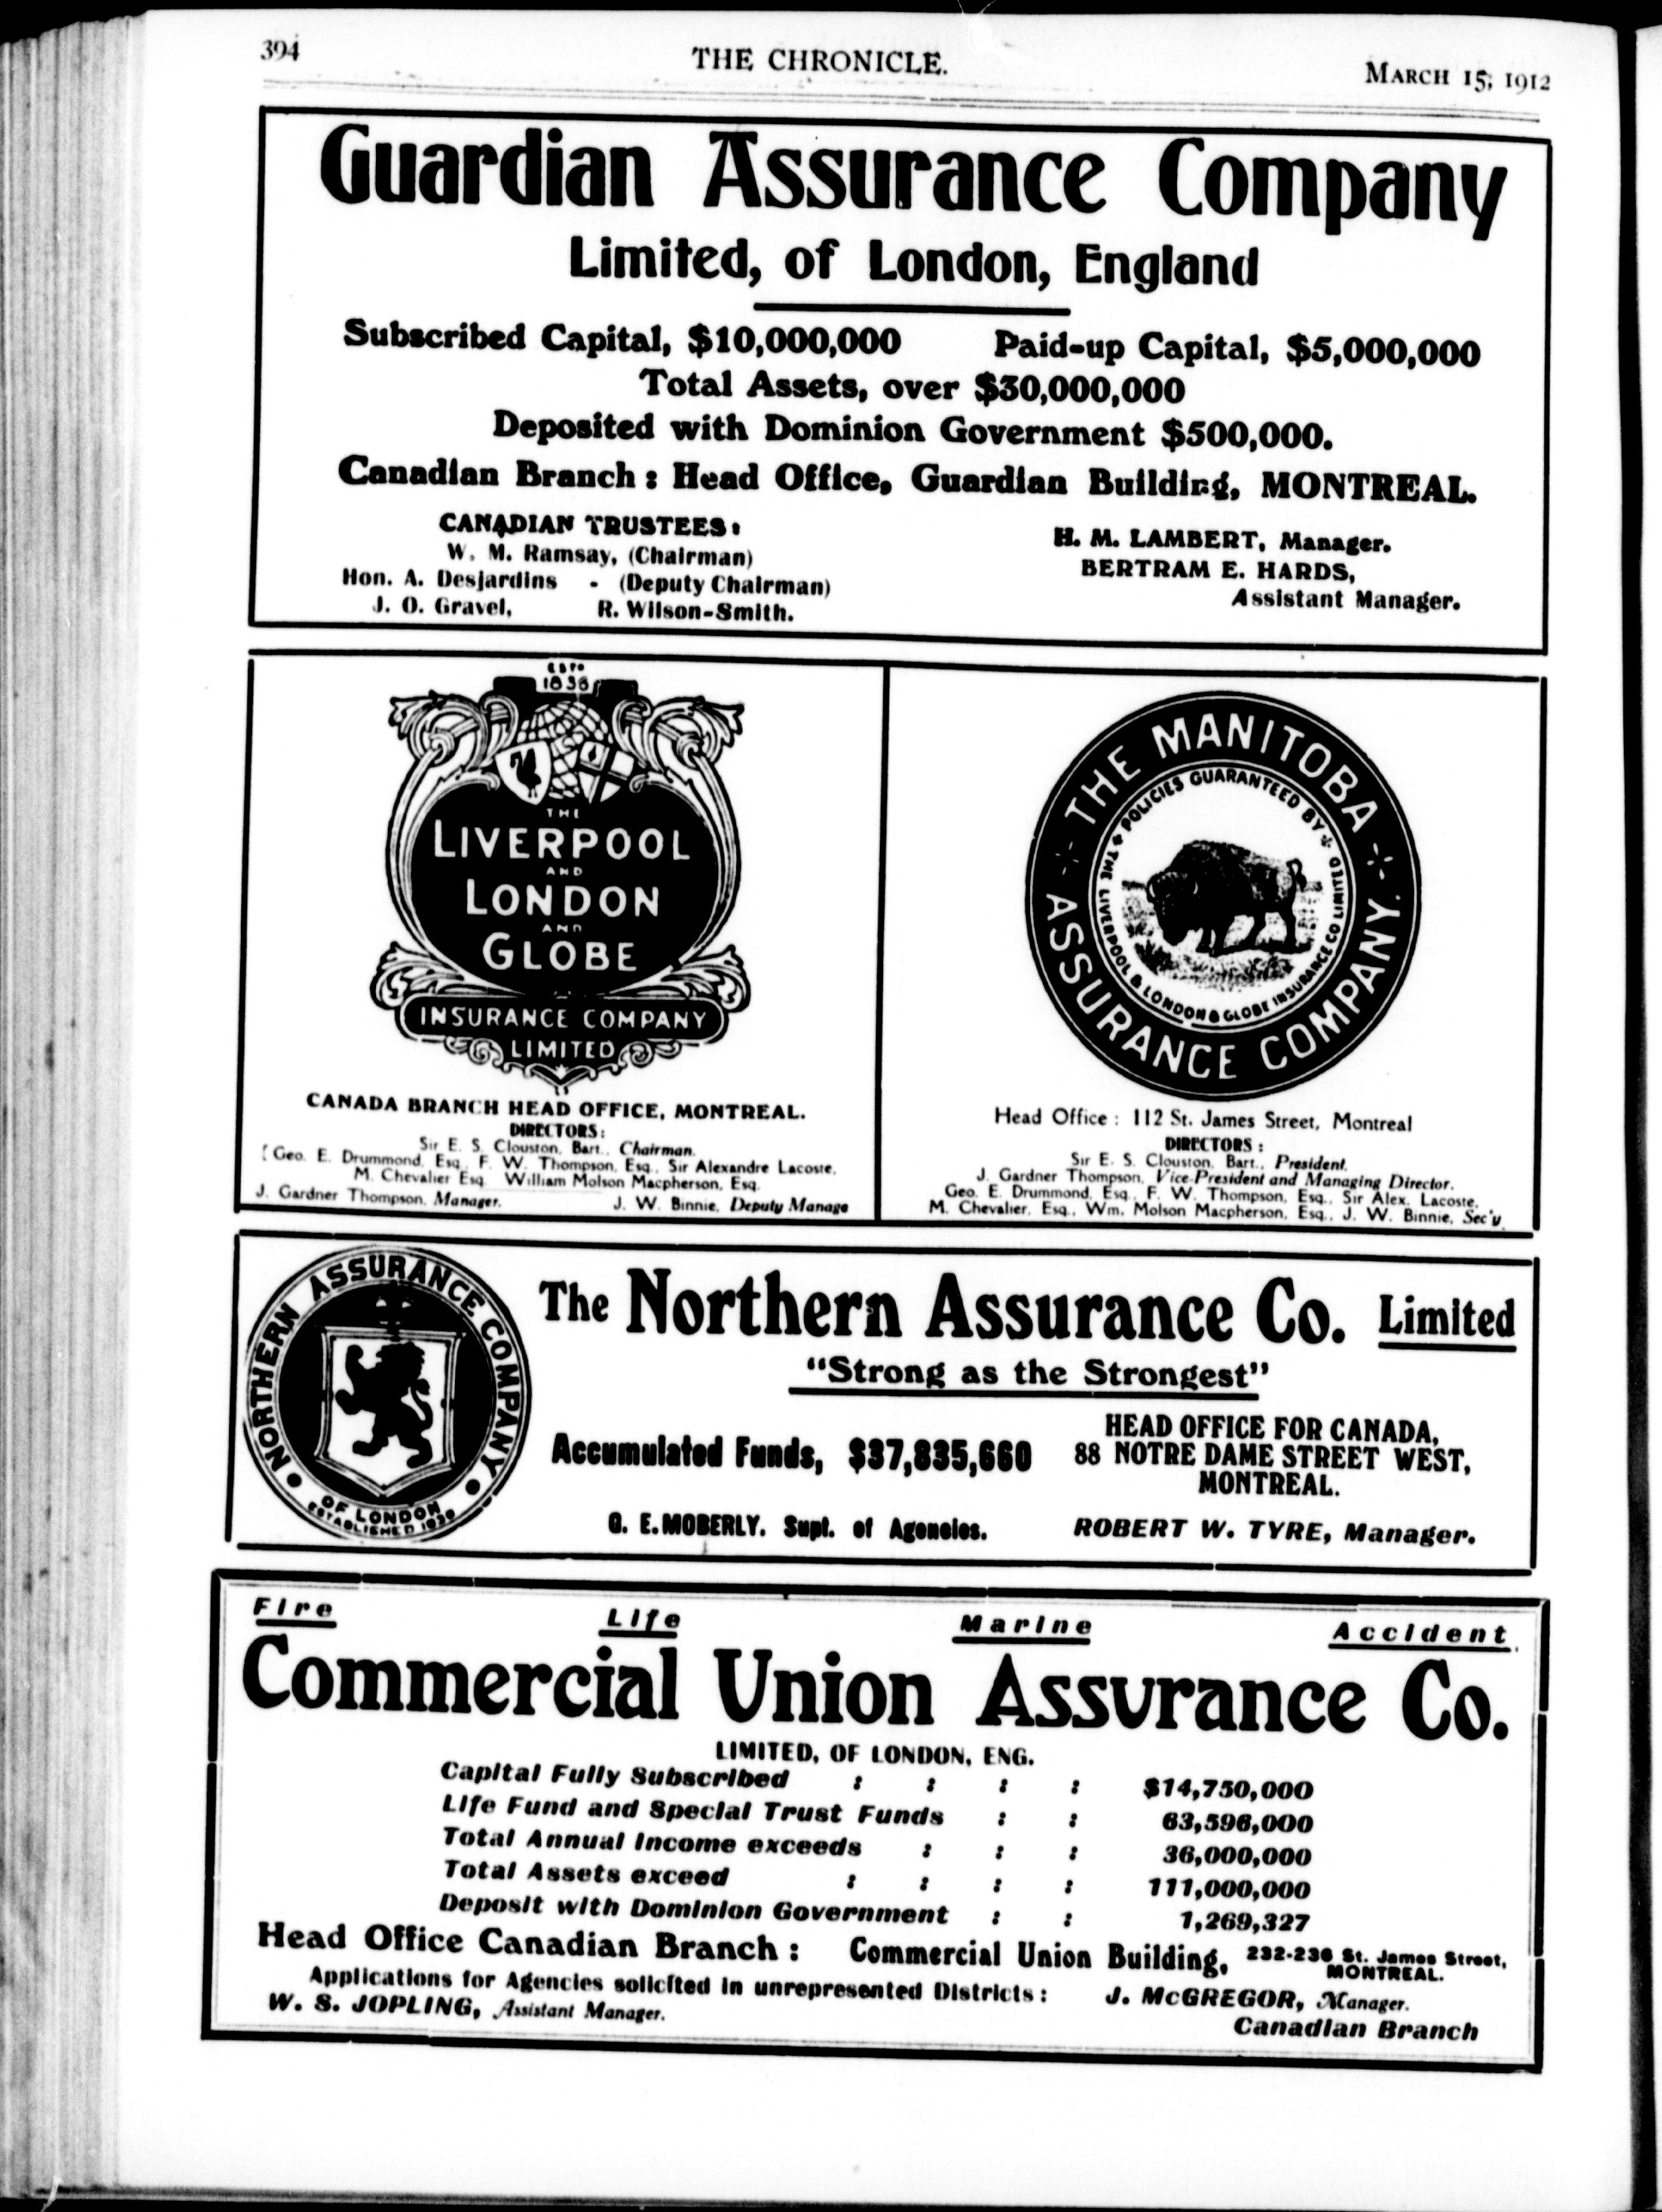 394
THE CHRONICLE.
MARCH 15, 1912
Guardian Assurance Company
Limited, of London, England
Subscribed Capital, $10,000,000 Paid-up Capital, $5,000,000
Total Assets, over $30,000,000
Deposited with Dominion Government $500,000.
Canadian Branch : Head Office, Guardian Building, MONTREAL.
CANADIAN TRUSTEES :
W. M. Ramsay, (Chairman)
Hon. A. Desjardins - (Deputy Chairman)
J. O. Gravel, R. Wilson-Smith.
H. M. LAMBERT, Manager.
BERTRAM E. HARDS,
Assistant Manager.
ESTD
1836
THE
LIVERPOOL
AND
LONDON
AND
GLOBE
INSURANCE COMPANY
LIMITED
CANADA BRANCH HEAD OFFICE, MONTREAL.
DIRECTORS:
Sir E. S. Clouston, Bart., Chairman.
Geo. E. Drummond, Esq., F. W. Thompson, Esq., Sir Alexandre Lacoste,
M. Chevalier Esq. William Molson Macpherson, Esq.
J. Gardner Thompson, Manager. J. W. Binnie, Deputy Manage
THE MANITOBA
ASSURANCE COMPANY.
POLICIES GUARANTEED BY
THE LIVERPOOL & LONDON & GLOBE INSURANCE CO LIMITED
Head Office : 112 St. James Street, Montreal
DIRECTORS :
Sir E. S. Clouston, Bart., President.
J. Gardner Thompson, Vice-President and Managing Director.
Geo. E. Drummond, Esq., F. W. Thompson, Esq., Sir Alex. Lacoste,
M. Chevalier, Esq., Wm. Molson Macpherson, Esq., J. W. Binnie, Sec'y.
NORTHERN ASSURANCE COMPANY
OF LONDON
ESTABLISHED 1836
The Northern Assurance Co. Limited
"Strong as the Strongest"
Accumulated Funds, $37,835,660
HEAD OFFICE FOR CANADA,
88 NOTRE DAME STREET WEST,
MONTREAL.
G. E. MOBERLY. Supt. of Agencies.
ROBERT W. TYRE, Manager.
Fire Life Marine Accident
Commercial Union Assurance Co.
LIMITED, OF LONDON, ENG.
Capital Fully Subscribed : : : : $14,750,000
Life Fund and Special Trust Funds : : 63,596,000
Total Annual Income exceeds : : : 36,000,000
Total Assets exceed : : : : 111,000,000
Deposit with Dominion Government : : 1,269,327
Head Office Canadian Branch : Commercial Union Building, 232-236 St. James Street,
MONTREAL.
Applications for Agencies solicited in unrepresented Districts :
W. S. JOPLING, Assistant Manager.
J. McGREGOR, Manager.
Canadian Branch